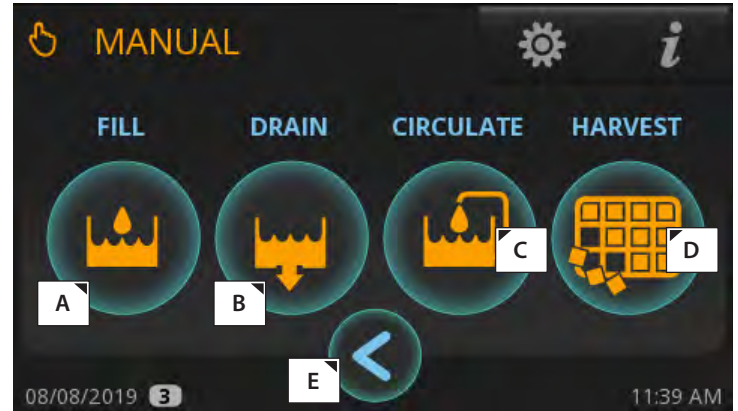 MANUAL i
FILL DRAIN CIRCULATE HARVEST
A B C D
E <
08/08/2019 3 11:39 AM